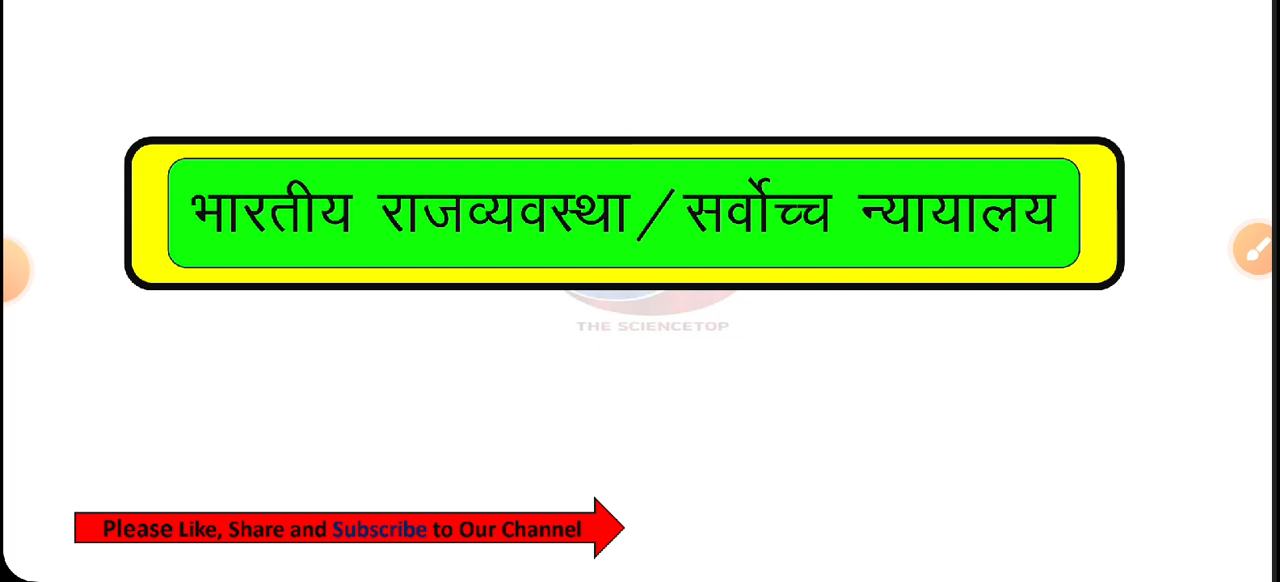 भारतीय राजव्यवस्था/सर्वोच्च न्यायालय
THE SCIENCETOP
Please Like, Share and Subscribe to Our Channel